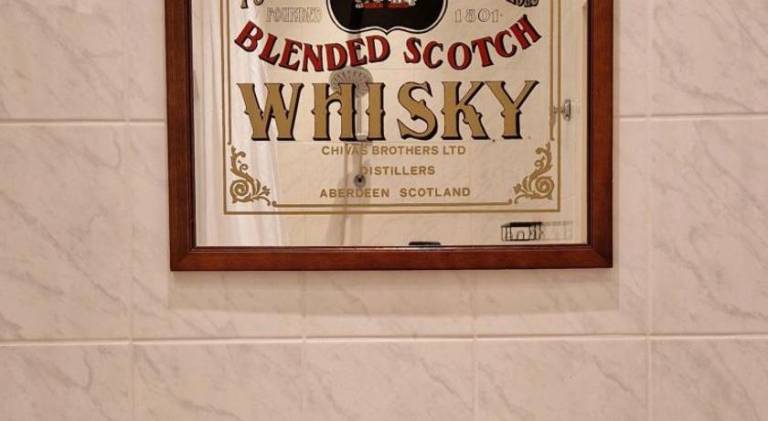 FOUNDED 1801
BLENDED SCOTCH
WHISKY
CHIVAS BROTHERS LTD
DISTILLERS
ABERDEEN SCOTLAND